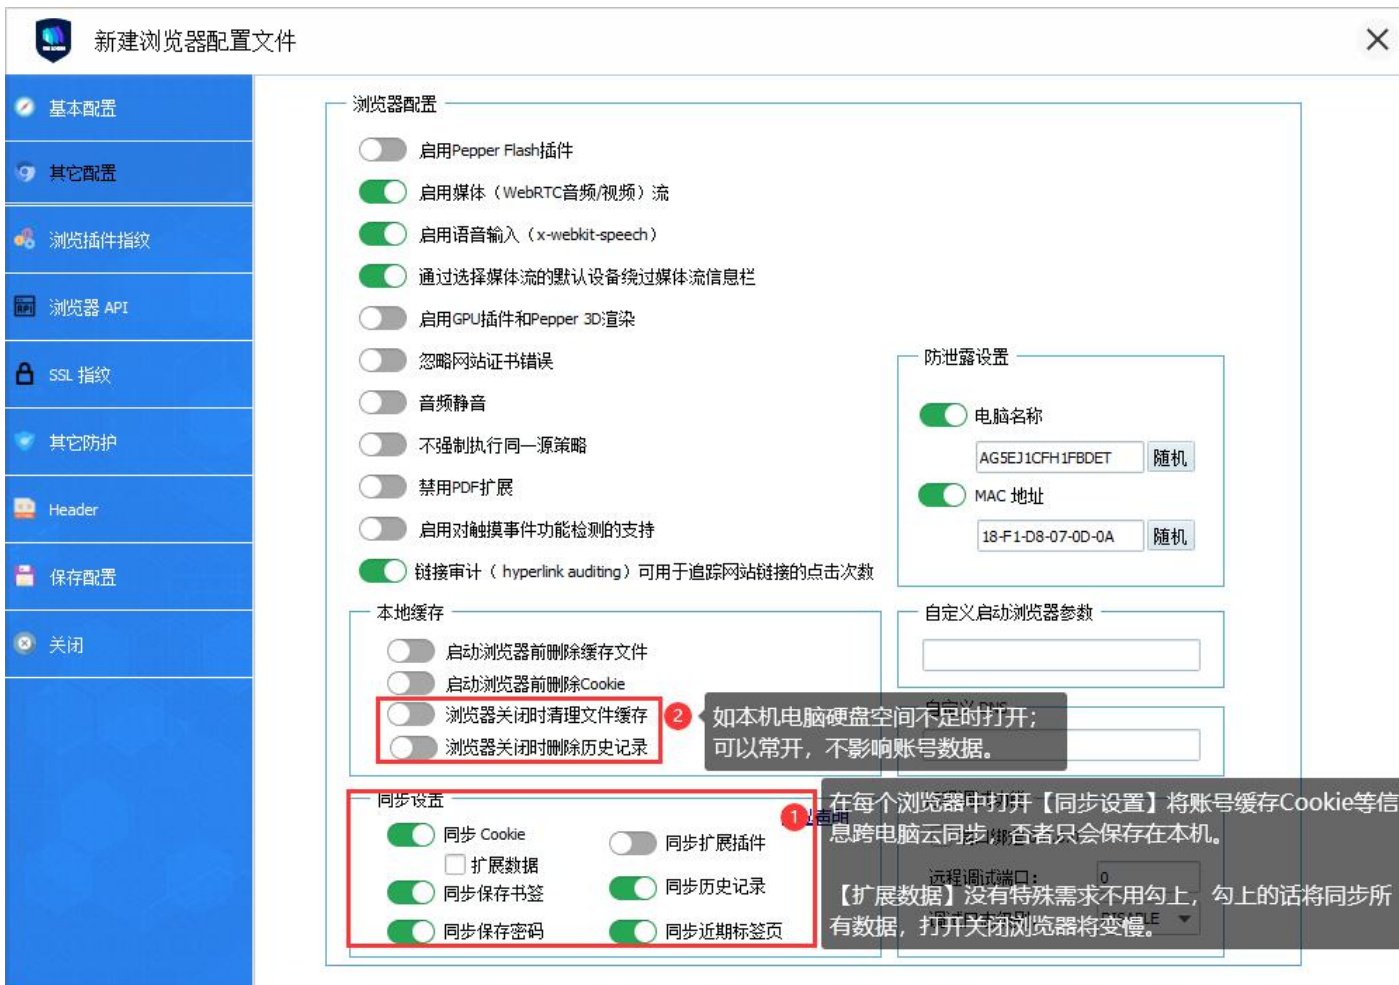 新建浏览器配置文件
基本配置
其它配置
浏览插件指纹
浏览器 API
SSL 指纹
其它防护
Header
保存配置
关闭
浏览器配置
启用Pepper Flash插件
启用媒体（WebRTC音频/视频）流
启用语音输入（x-webkit-speech）
通过选择媒体流的默认设备绕过媒体流信息栏
启用GPU插件和Pepper 3D渲染
忽略网站证书错误
音频静音
不强制执行同一源策略
禁用PDF扩展
启用对触摸事件功能检测的支持
链接审计（ hyperlink auditing）可用于追踪网站链接的点击次数
防泄露设置
电脑名称
AG5EJ1CFH1FBDET 随机
MAC 地址
18-F1-D8-07-0D-0A 随机
本地缓存
启动浏览器前删除缓存文件
启动浏览器前删除Cookie
浏览器关闭时清理文件缓存
浏览器关闭时删除历史记录
自定义启动浏览器参数
自定义 DNS
2
如本机电脑硬盘空间不足时打开；
可以常开，不影响账号数据。
同步设置
同步 Cookie
扩展数据
同步保存书签
同步保存密码
同步扩展插件
同步历史记录
同步近期标签页
1
声明
在每个浏览器中打开【同步设置】将账号缓存Cookie等信
息跨电脑云同步，否者只会保存在本机。
【扩展数据】没有特殊需求不用勾上，勾上的话将同步所
有数据，打开关闭浏览器将变慢。
远程调试端口： 0